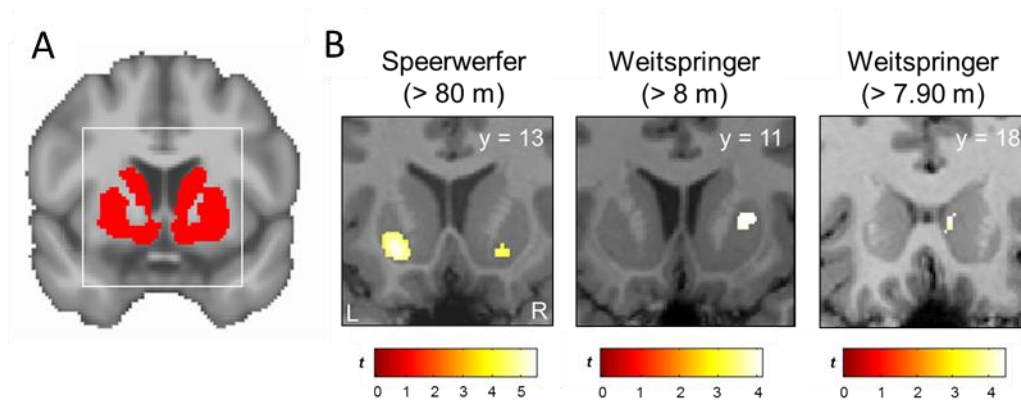 A
B
Speerwerfer
(> 80 m)
Weitspringer
(> 8 m)
Weitspringer
(> 7.90 m)
y = 13
y = 11
y = 18
L
R
t
0 1 2 3 4 5
t
0 1 2 3 4
t
0 1 2 3 4